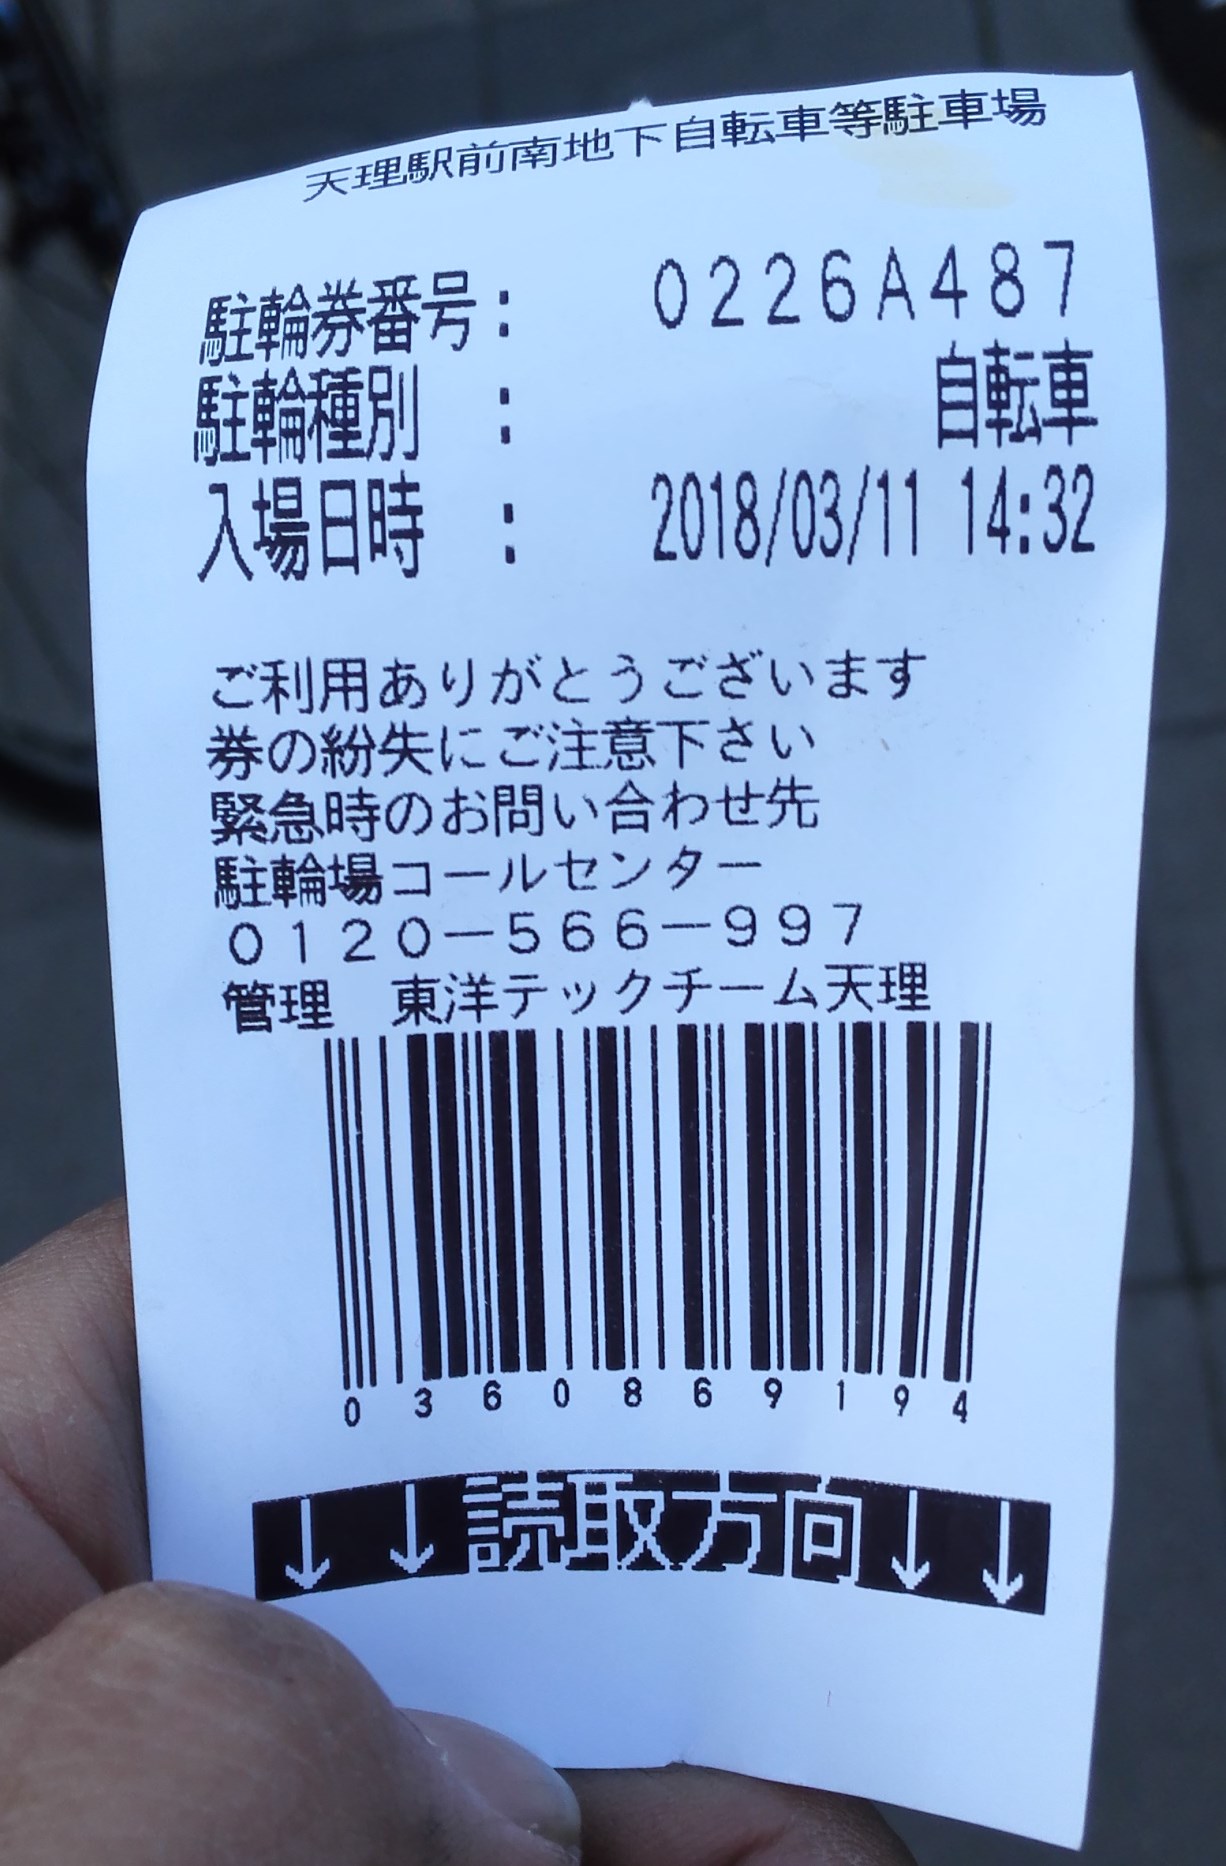 天理駅前南地下自転車等駐車場
駐輪券番号： 0226A487
駐輪種別 ： 自転車
入場日時 ： 2018/03/11 14:32
ご利用ありがとうございます
券の紛失にご注意下さい
緊急時のお問い合わせ先
駐輪場コールセンター
0120－566－997
管理　東洋テックチーム天理
0360869194
↓ ↓ 読取方向 ↓ ↓